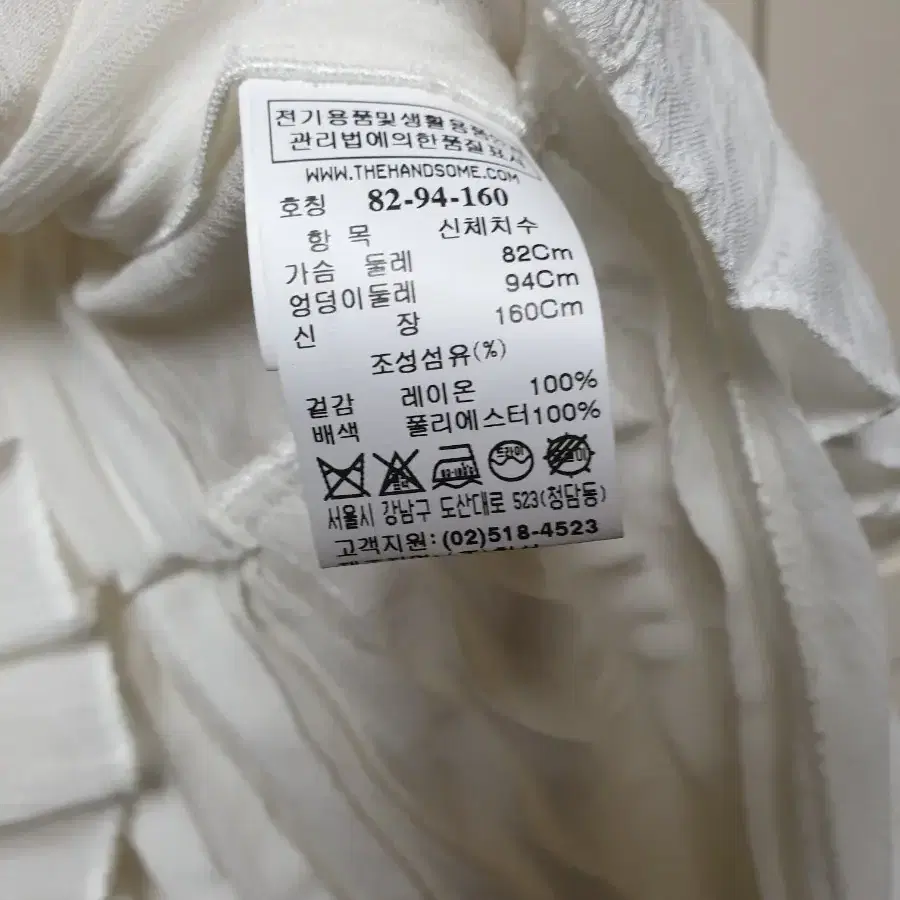 전기용품및생활용품
관리법에의한품질표시
WWW.THEHANDSOME.COM
호칭 82-94-160
항 목 신체치수
가슴 둘레 82Cm
엉덩이둘레 94Cm
신 장 160Cm
조성섬유(%)
겉감 레이온 100%
배색 폴리에스터100%
드라이
서울시 강남구 도산대로 523(청담동)
고객지원:(02)518-4523